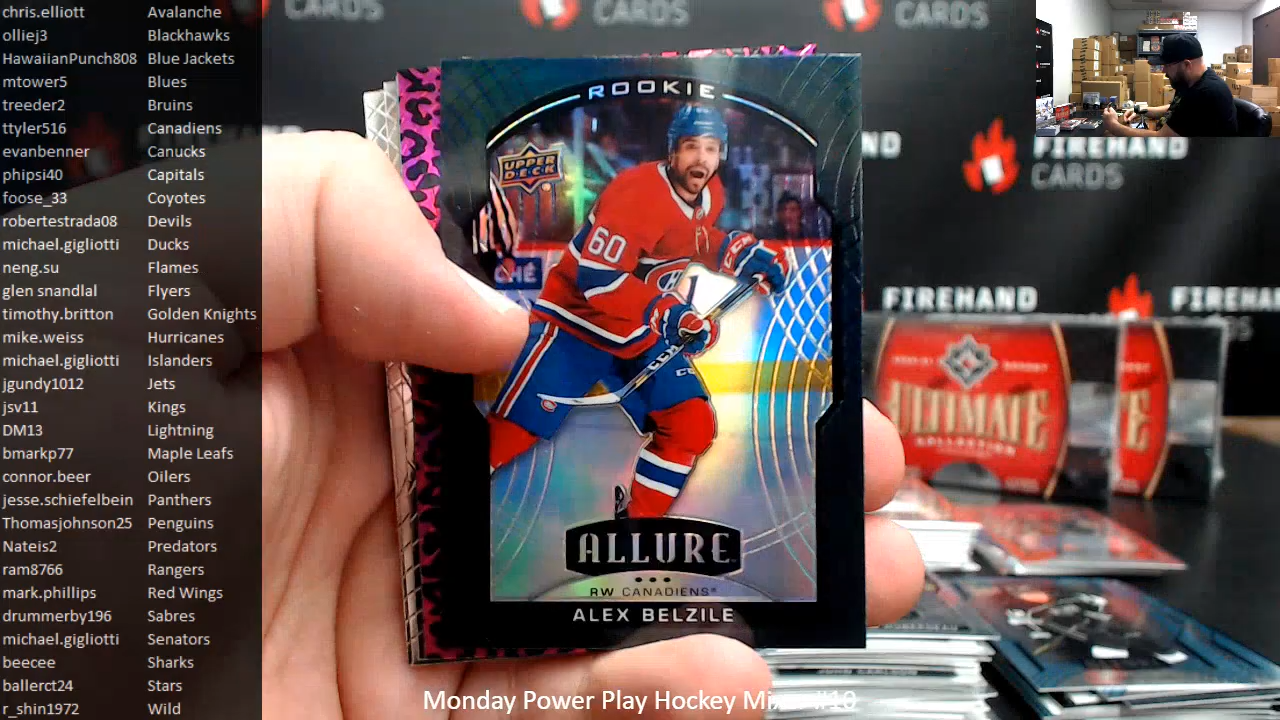 chris.elliott Avalanche
olliej3 Blackhawks
HawaiianPunch808 Blue Jackets
mtower5 Blues
treeder2 Bruins
ttyler516 Canadiens
evanbenner Canucks
phipsi40 Capitals
foose_33 Coyotes
robertestrada08 Devils
michael.gigliotti Ducks
neng.su Flames
glen snandlal Flyers
timothy.britton Golden Knights
mike.weiss Hurricanes
michael.gigliotti Islanders
jgundy1012 Jets
jsv11 Kings
DM13 Lightning
bmarkp77 Maple Leafs
connor.beer Oilers
jesse.schiefelbein Panthers
Thomasjohnson25 Penguins
Nateis2 Predators
ram8766 Rangers
mark.phillips Red Wings
drummerby196 Sabres
michael.gigliotti Senators
beecee Sharks
ballerct24 Stars
r_shin1972 Wild
CARDS
CARDS
CARDS
ROOKIE
UPPER
DECK
60
CCM
ALLURE
RW CANADIENS
ALEX BELZILE
FIREHAND
CARDS
FIREHAND
FIREHAND
ULTIMATE
COLLECTION
Monday Power Play Hockey Mixer #10